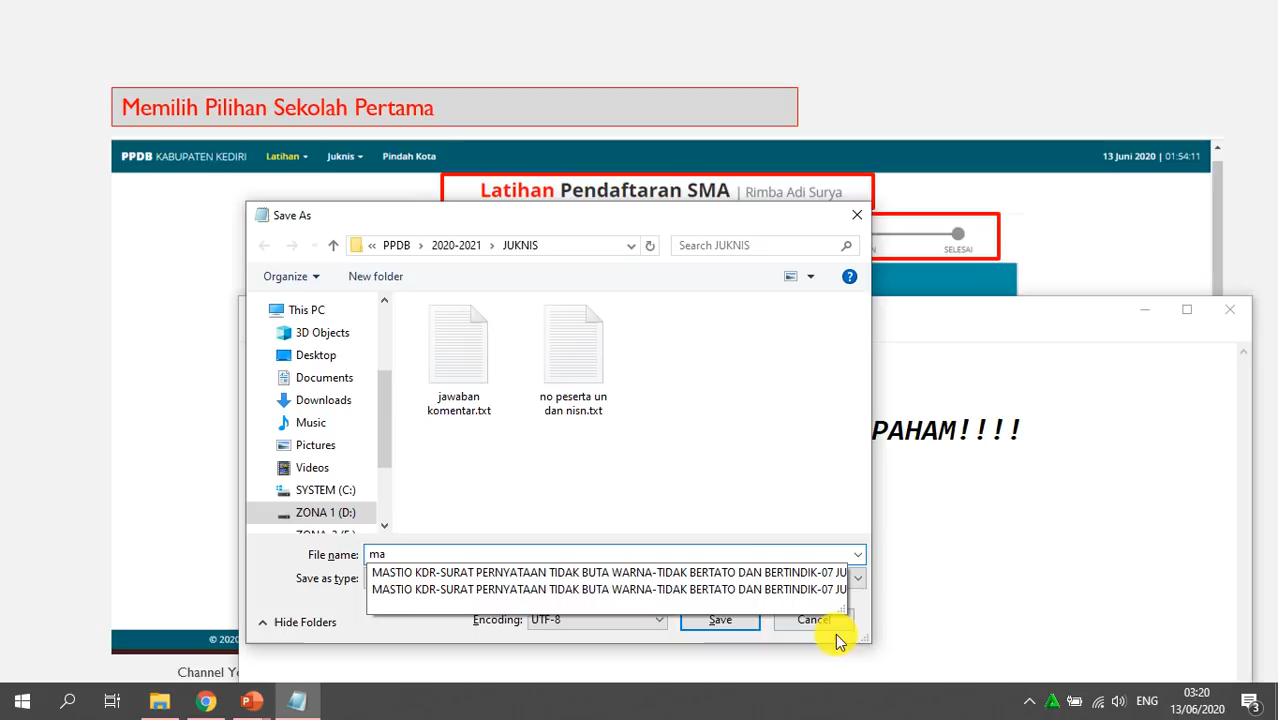 Memilih Pilihan Sekolah Pertama
PPDB KABUPATEN KEDIRI Latihan Juknis Pindah Kota 13 Juni 2020 | 01:54:11
Latihan Pendaftaran SMA | Rimba Adi Surya
SELESAI
Save As
« PPDB › 2020-2021 › JUKNIS
Search JUKNIS
Organize New folder
This PC
3D Objects
Desktop
Documents
Downloads
Music
Pictures
Videos
SYSTEM (C:)
ZONA 1 (D:)
jawaban
komentar.txt
no peserta un
dan nisn.txt
PAHAM!!!!
File name: ma
Save as type:
MASTIO KDR-SURAT PERNYATAAN TIDAK BUTA WARNA-TIDAK BERTATO DAN BERTINDIK-07 JU
MASTIO KDR-SURAT PERNYATAAN TIDAK BUTA WARNA-TIDAK BERTATO DAN BERTINDIK-07 JU
Hide Folders Encoding: UTF-8 Save Cancel
© 2020
Channel Yo
ENG
03:20
13/06/2020
3